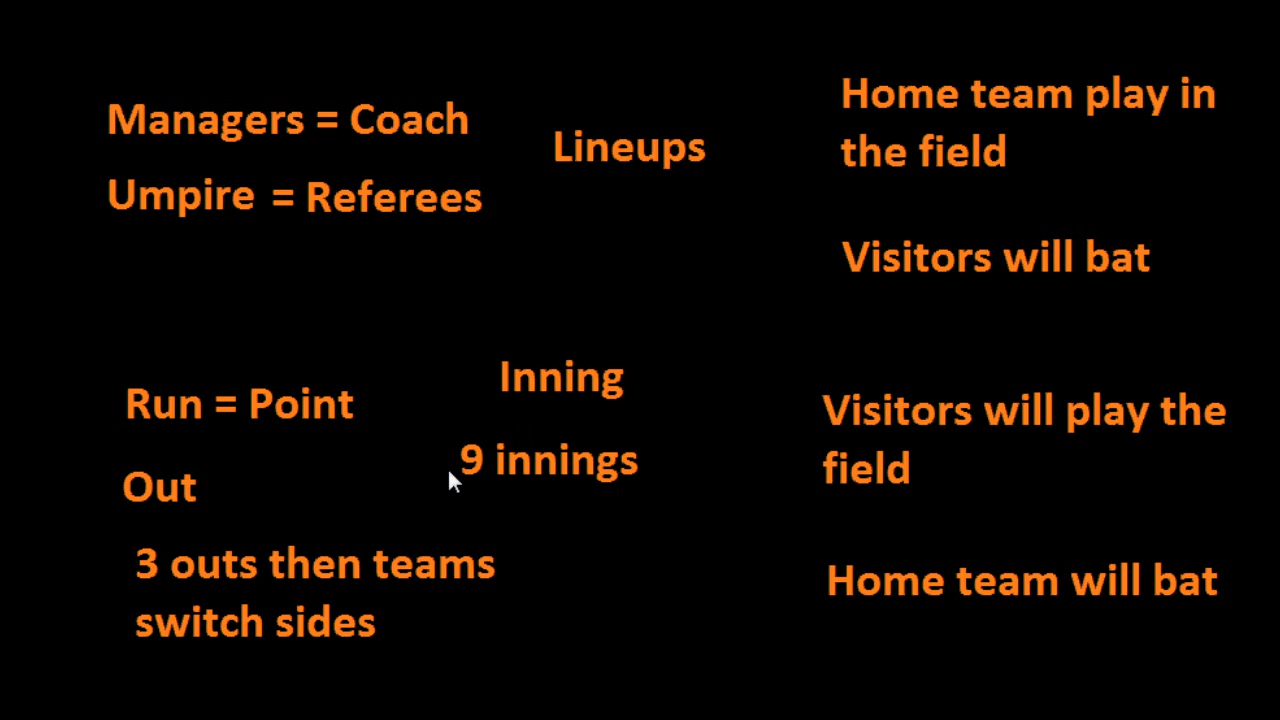 Managers = Coach
Umpire = Referees
Lineups
Home team play in
the field
Visitors will bat
Run = Point
Out
3 outs then teams
switch sides
Inning
9 innings
Visitors will play the
field
Home team will bat